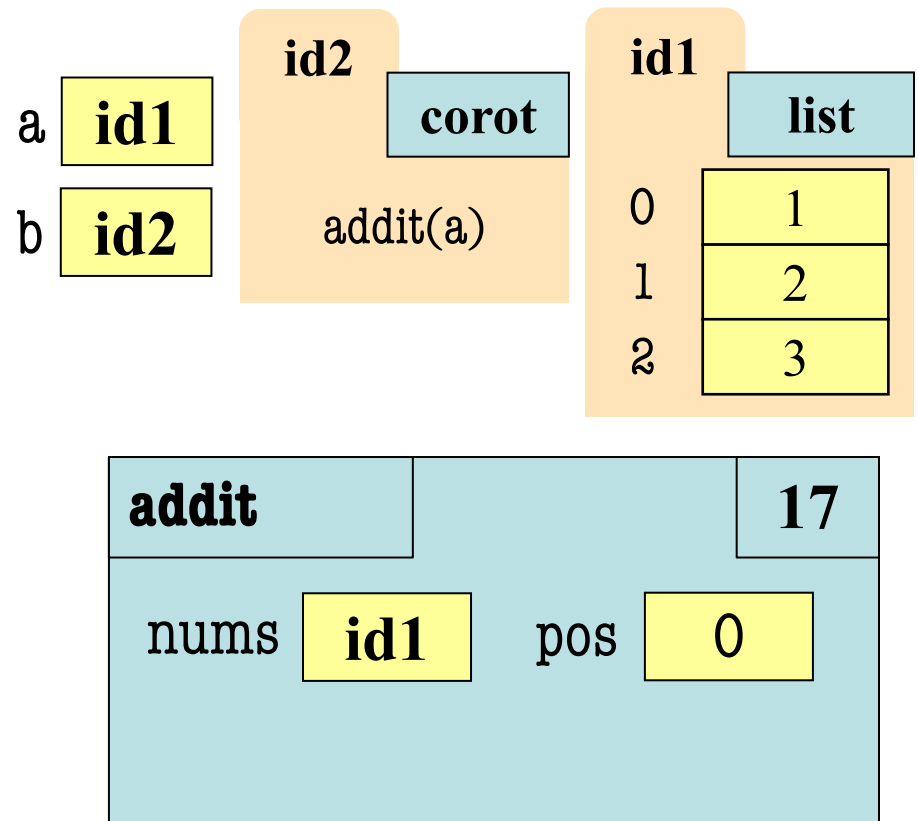 a id1
b id2
id2
corot
addit(a)
id1
list
0 1
1 2
2 3
addit 17
nums id1 pos 0